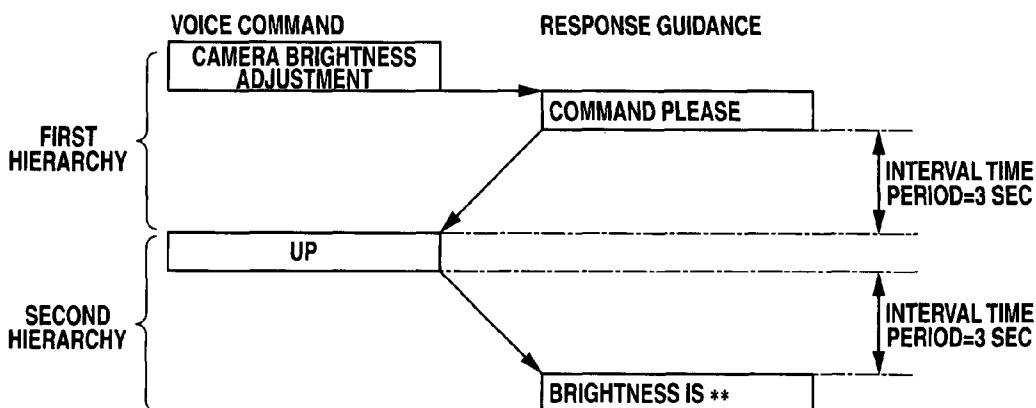 VOICE COMMAND
RESPONSE GUIDANCE
CAMERA BRIGHTNESS
ADJUSTMENT
COMMAND PLEASE
FIRST
HIERARCHY
INTERVAL TIME
PERIOD=3 SEC
UP
SECOND
HIERARCHY
INTERVAL TIME
PERIOD=3 SEC
BRIGHTNESS IS **